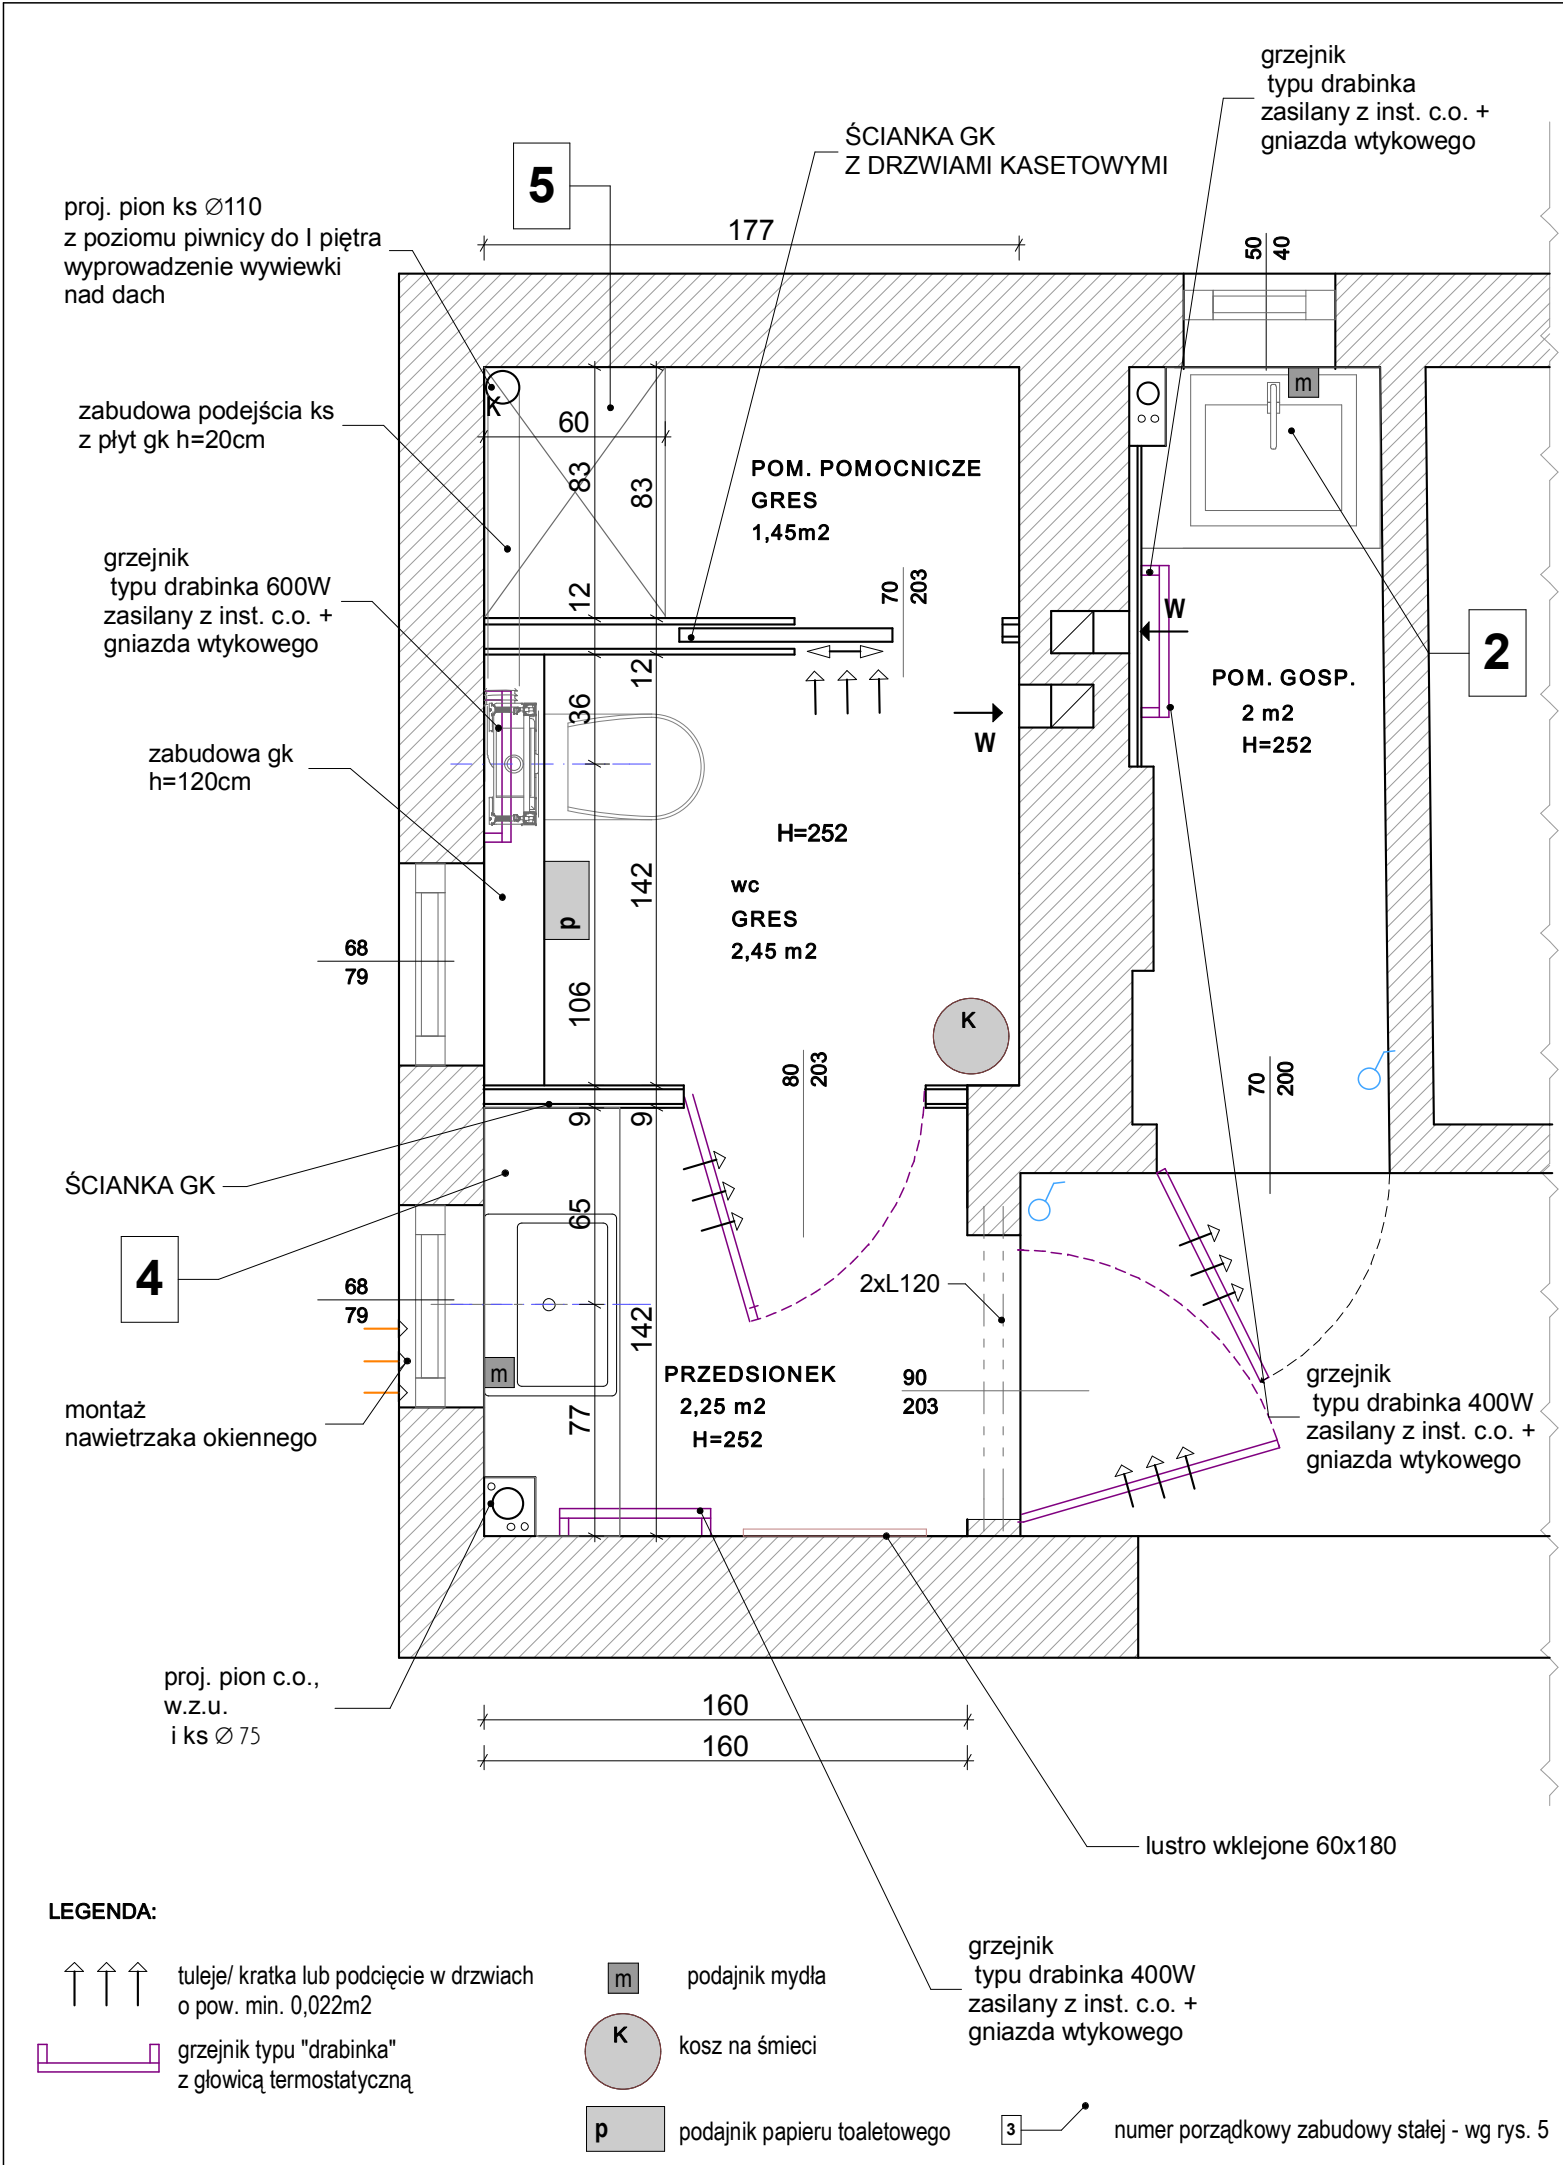 grzejnik
typu drabinka
zasilany z inst. c.o. +
gniazda wtykowego
ŚCIANKA GK
Z DRZWIAMI KASETOWYMI
5
proj. pion ks ∅110
z poziomu piwnicy do I piętra
wyprowadzenie wywiewki
nad dach
177
50
40
K
m
zabudowa podejścia ks
z płyt gk h=20cm
60
83
83
POM. POMOCNICZE
GRES
1,45m2
grzejnik
typu drabinka 600W
zasilany z inst. c.o. +
gniazda wtykowego
12
70
203
W
2
12
36
POM. GOSP.
2 m2
H=252
W
zabudowa gk
h=120cm
H=252
142
p
wc
GRES
2,45 m2
68
79
106
K
80
203
70
200
9
9
ŚCIANKA GK
65
4
68
79
2xL120
142
m
PRZEDSIONEK
2,25 m2
H=252
90
203
grzejnik
typu drabinka 400W
zasilany z inst. c.o. +
gniazda wtykowego
montaż
nawietrzaka okiennego
77
proj. pion c.o.,
w.z.u.
i ks ∅ 75
160
160
lustro wklejone 60x180
LEGENDA:
grzejnik
typu drabinka 400W
zasilany z inst. c.o. +
gniazda wtykowego
tuleje/ kratka lub podcięcie w drzwiach
o pow. min. 0,022m2
m
podajnik mydła
grzejnik typu "drabinka"
z głowicą termostatyczną
K
kosz na śmieci
p
podajnik papieru toaletowego
3
numer porządkowy zabudowy stałej - wg rys. 5